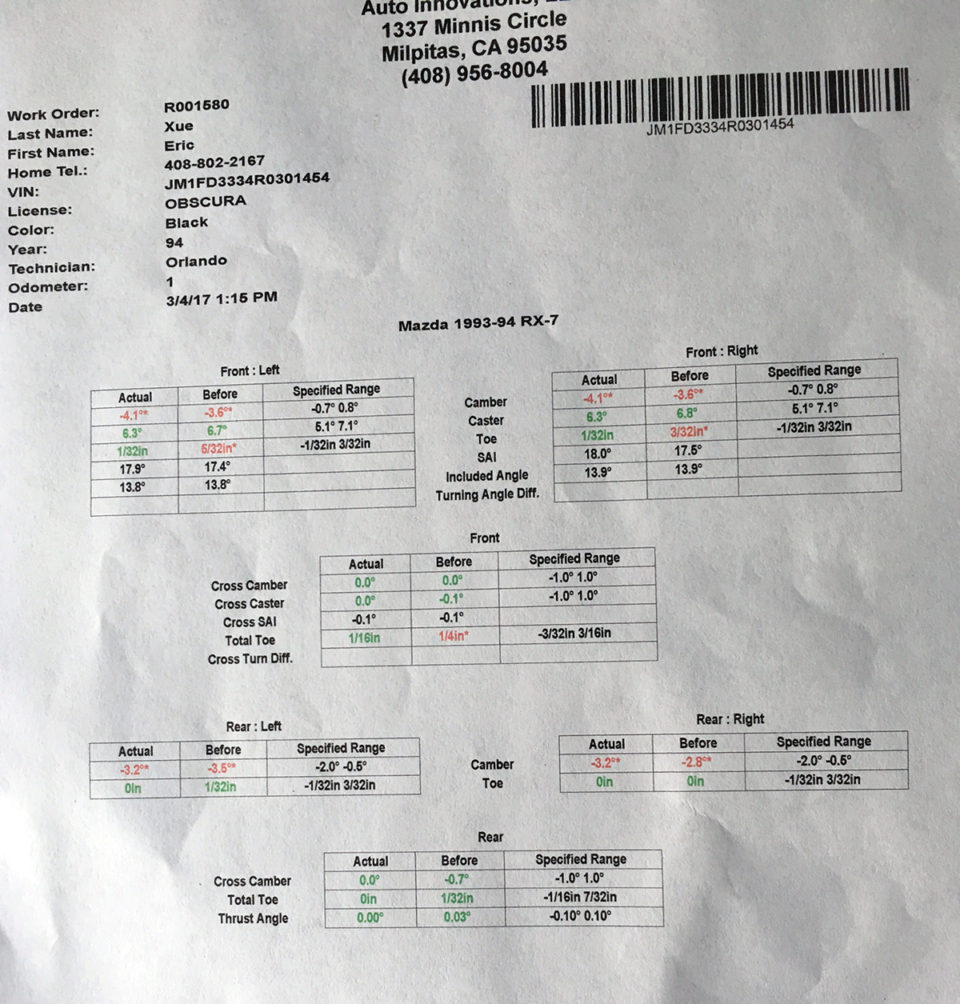 Auto Innovations,
1337 Minnis Circle
Milpitas, CA 95035
(408) 956-8004
JM1FD3334R0301454
Work Order: R001580
Last Name: Xue
First Name: Eric
Home Tel.: 408-802-2167
VIN: JM1FD3334R0301454
License: OBSCURA
Color: Black
Year: 94
Technician: Orlando
Odometer: 1
Date 3/4/17 1:15 PM
Mazda 1993-94 RX-7
Front : Left Front : Right
Actual Before Specified Range Actual Before Specified Range
-4.1°* -3.6°* -0.7° 0.8° Camber -4.1°* -3.6°* -0.7° 0.8°
6.3° 6.7° 5.1° 7.1° Caster 6.3° 6.8° 5.1° 7.1°
1/32in 5/32in* -1/32in 3/32in Toe 1/32in 3/32in* -1/32in 3/32in
17.9° 17.4° SAI 18.0° 17.5°
13.8° 13.8° Included Angle 13.9° 13.9°
Turning Angle Diff.
Front
Actual Before Specified Range
Cross Camber 0.0° 0.0° -1.0° 1.0°
Cross Caster 0.0° -0.1° -1.0° 1.0°
Cross SAI -0.1° -0.1°
Total Toe 1/16in 1/4in* -3/32in 3/16in
Cross Turn Diff.
Rear : Left Rear : Right
Actual Before Specified Range Actual Before Specified Range
-3.2°* -3.5°* -2.0° -0.5° Camber -3.2°* -2.8°* -2.0° -0.5°
0in 1/32in -1/32in 3/32in Toe 0in 0in -1/32in 3/32in
Rear
Actual Before Specified Range
Cross Camber 0.0° -0.7° -1.0° 1.0°
Total Toe 0in 1/32in -1/16in 7/32in
Thrust Angle 0.00° 0.03° -0.10° 0.10°